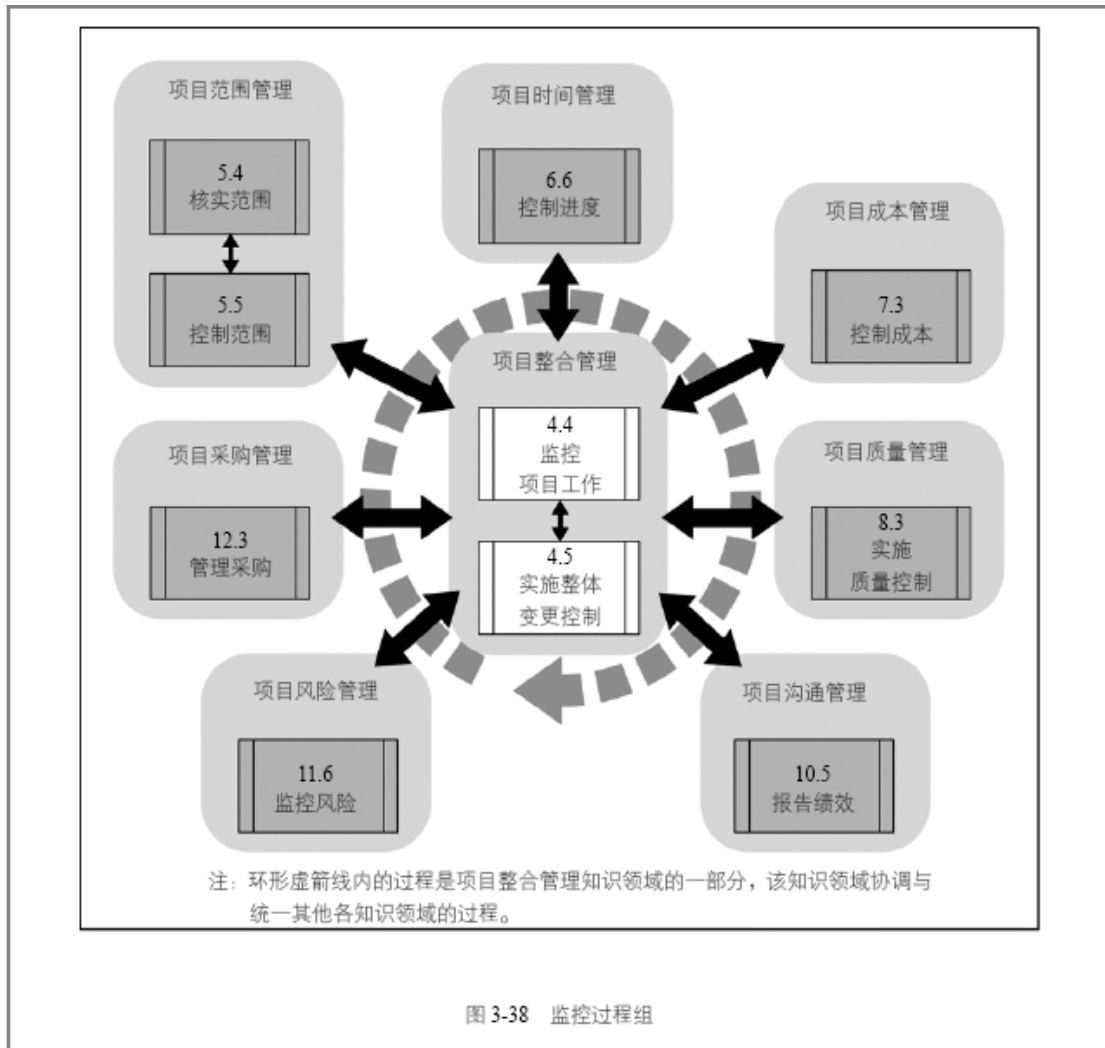 项目范围管理
5.4
核实范围
5.5
控制范围
项目时间管理
6.6
控制进度
项目成本管理
7.3
控制成本
项目整合管理
4.4
监控
项目工作
4.5
实施整体
变更控制
项目采购管理
12.3
管理采购
项目质量管理
8.3
实施
质量控制
项目风险管理
11.6
监控风险
项目沟通管理
10.5
报告绩效
注：环形虚箭线内的过程是项目整合管理知识领域的一部分，该知识领域协调与
统一其他各知识领域的过程。
图 3-38 监控过程组